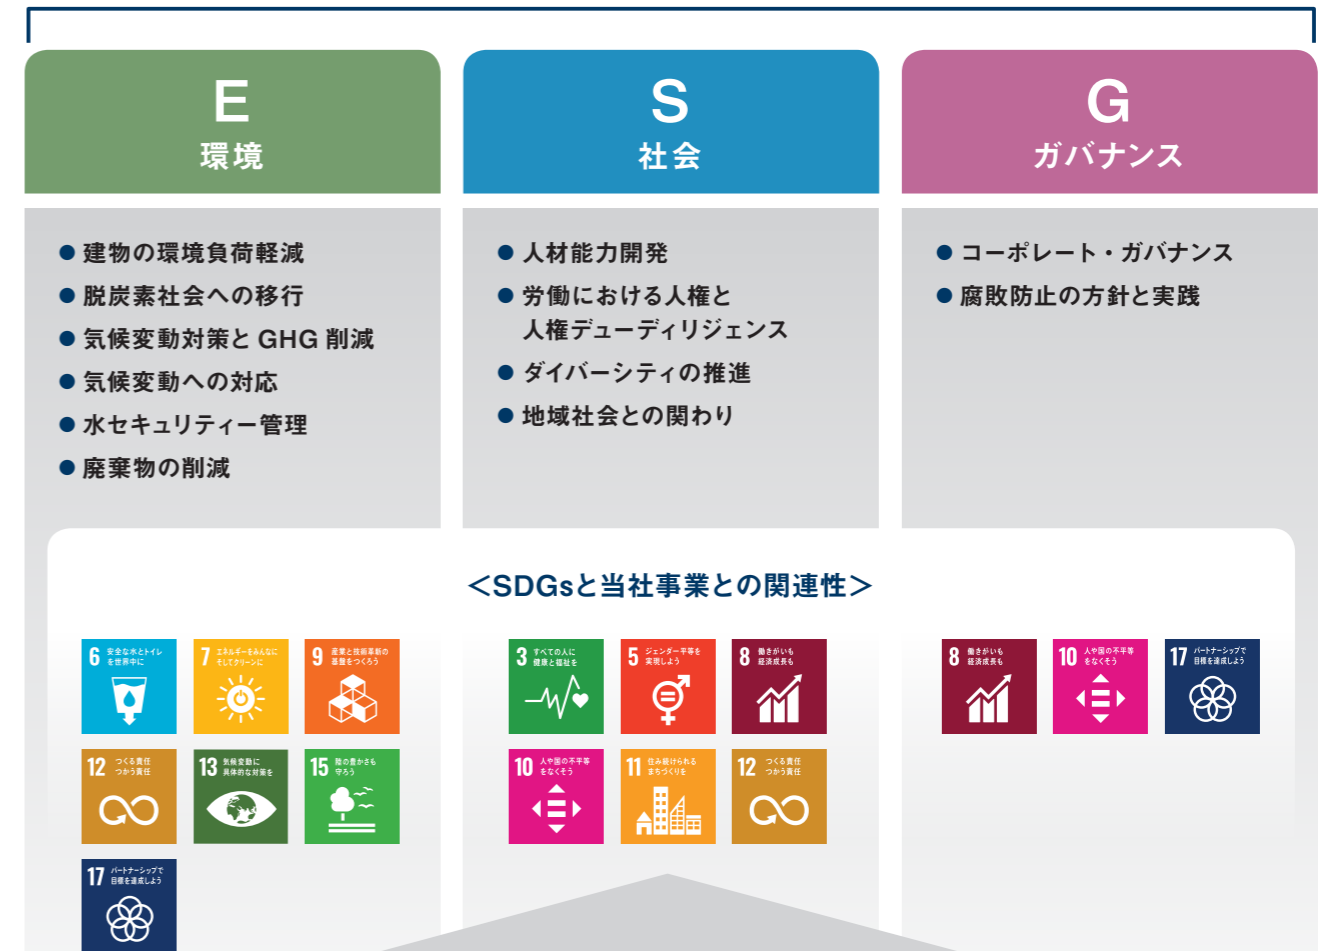 E
環境
● 建物の環境負荷軽減
● 脱炭素社会への移行
● 気候変動対策と GHG 削減
● 気候変動への対応
● 水セキュリティー管理
● 廃棄物の削減
S
社会
● 人材能力開発
● 労働における人権と
人権デューディリジェンス
● ダイバーシティの推進
● 地域社会との関わり
G
ガバナンス
● コーポレート・ガバナンス
● 腐敗防止の方針と実践
＜SDGsと当社事業との関連性＞
6 安全な水とトイレ
を世界中に
7 エネルギーをみんなに
そしてクリーンに
9 産業と技術革新の
基盤をつくろう
12 つくる責任
つかう責任
13 気候変動に
具体的な対策を
15 陸の豊かさも
守ろう
17 パートナーシップで
目標を達成しよう
3 すべての人に
健康と福祉を
5 ジェンダー平等を
実現しよう
8 働きがいも
経済成長も
10 人や国の不平等
をなくそう
11 住み続けられる
まちづくりを
12 つくる責任
つかう責任
8 働きがいも
経済成長も
10 人や国の不平等
をなくそう
17 パートナーシップで
目標を達成しよう